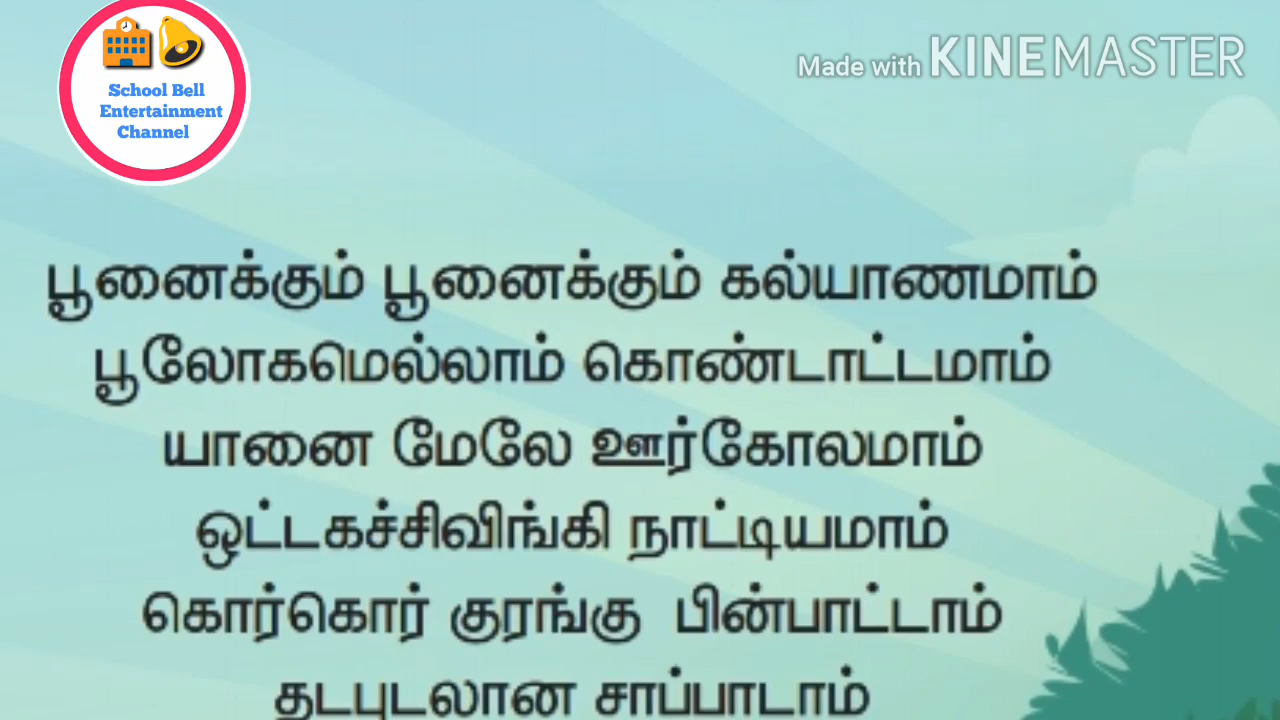 School Bell
Entertainment
Channel
Made with KINEMASTER
பூனைக்கும் பூனைக்கும் கல்யாணமாம்
பூலோகமெல்லாம் கொண்டாட்டமாம்
யானை மேலே ஊர்கோலமாம்
ஒட்டகச்சிவிங்கி நாட்டியமாம்
கொர்கொர் குரங்கு பின்பாட்டாம்
தடபுடலான சாப்பாடாம்